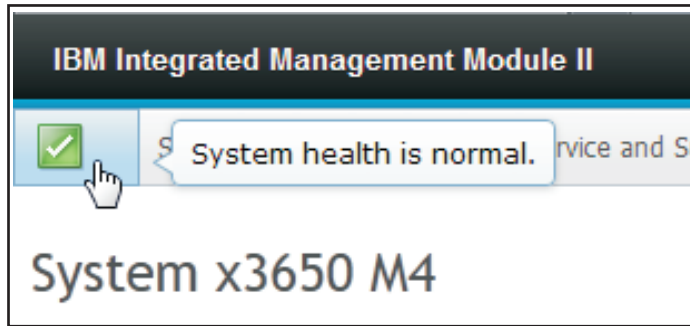 IBM Integrated Management Module II
S System health is normal. rvice and S
System x3650 M4